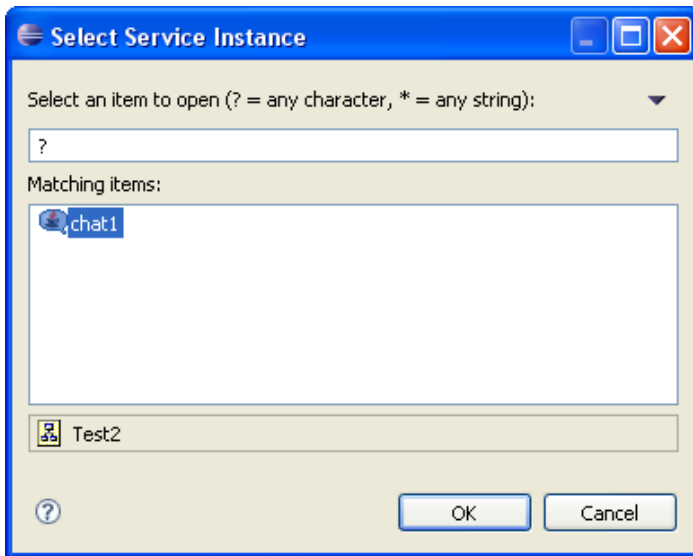 Select Service Instance
Select an item to open (? = any character, * = any string):
?
Matching items:
chat1
Test2
?
OK
Cancel